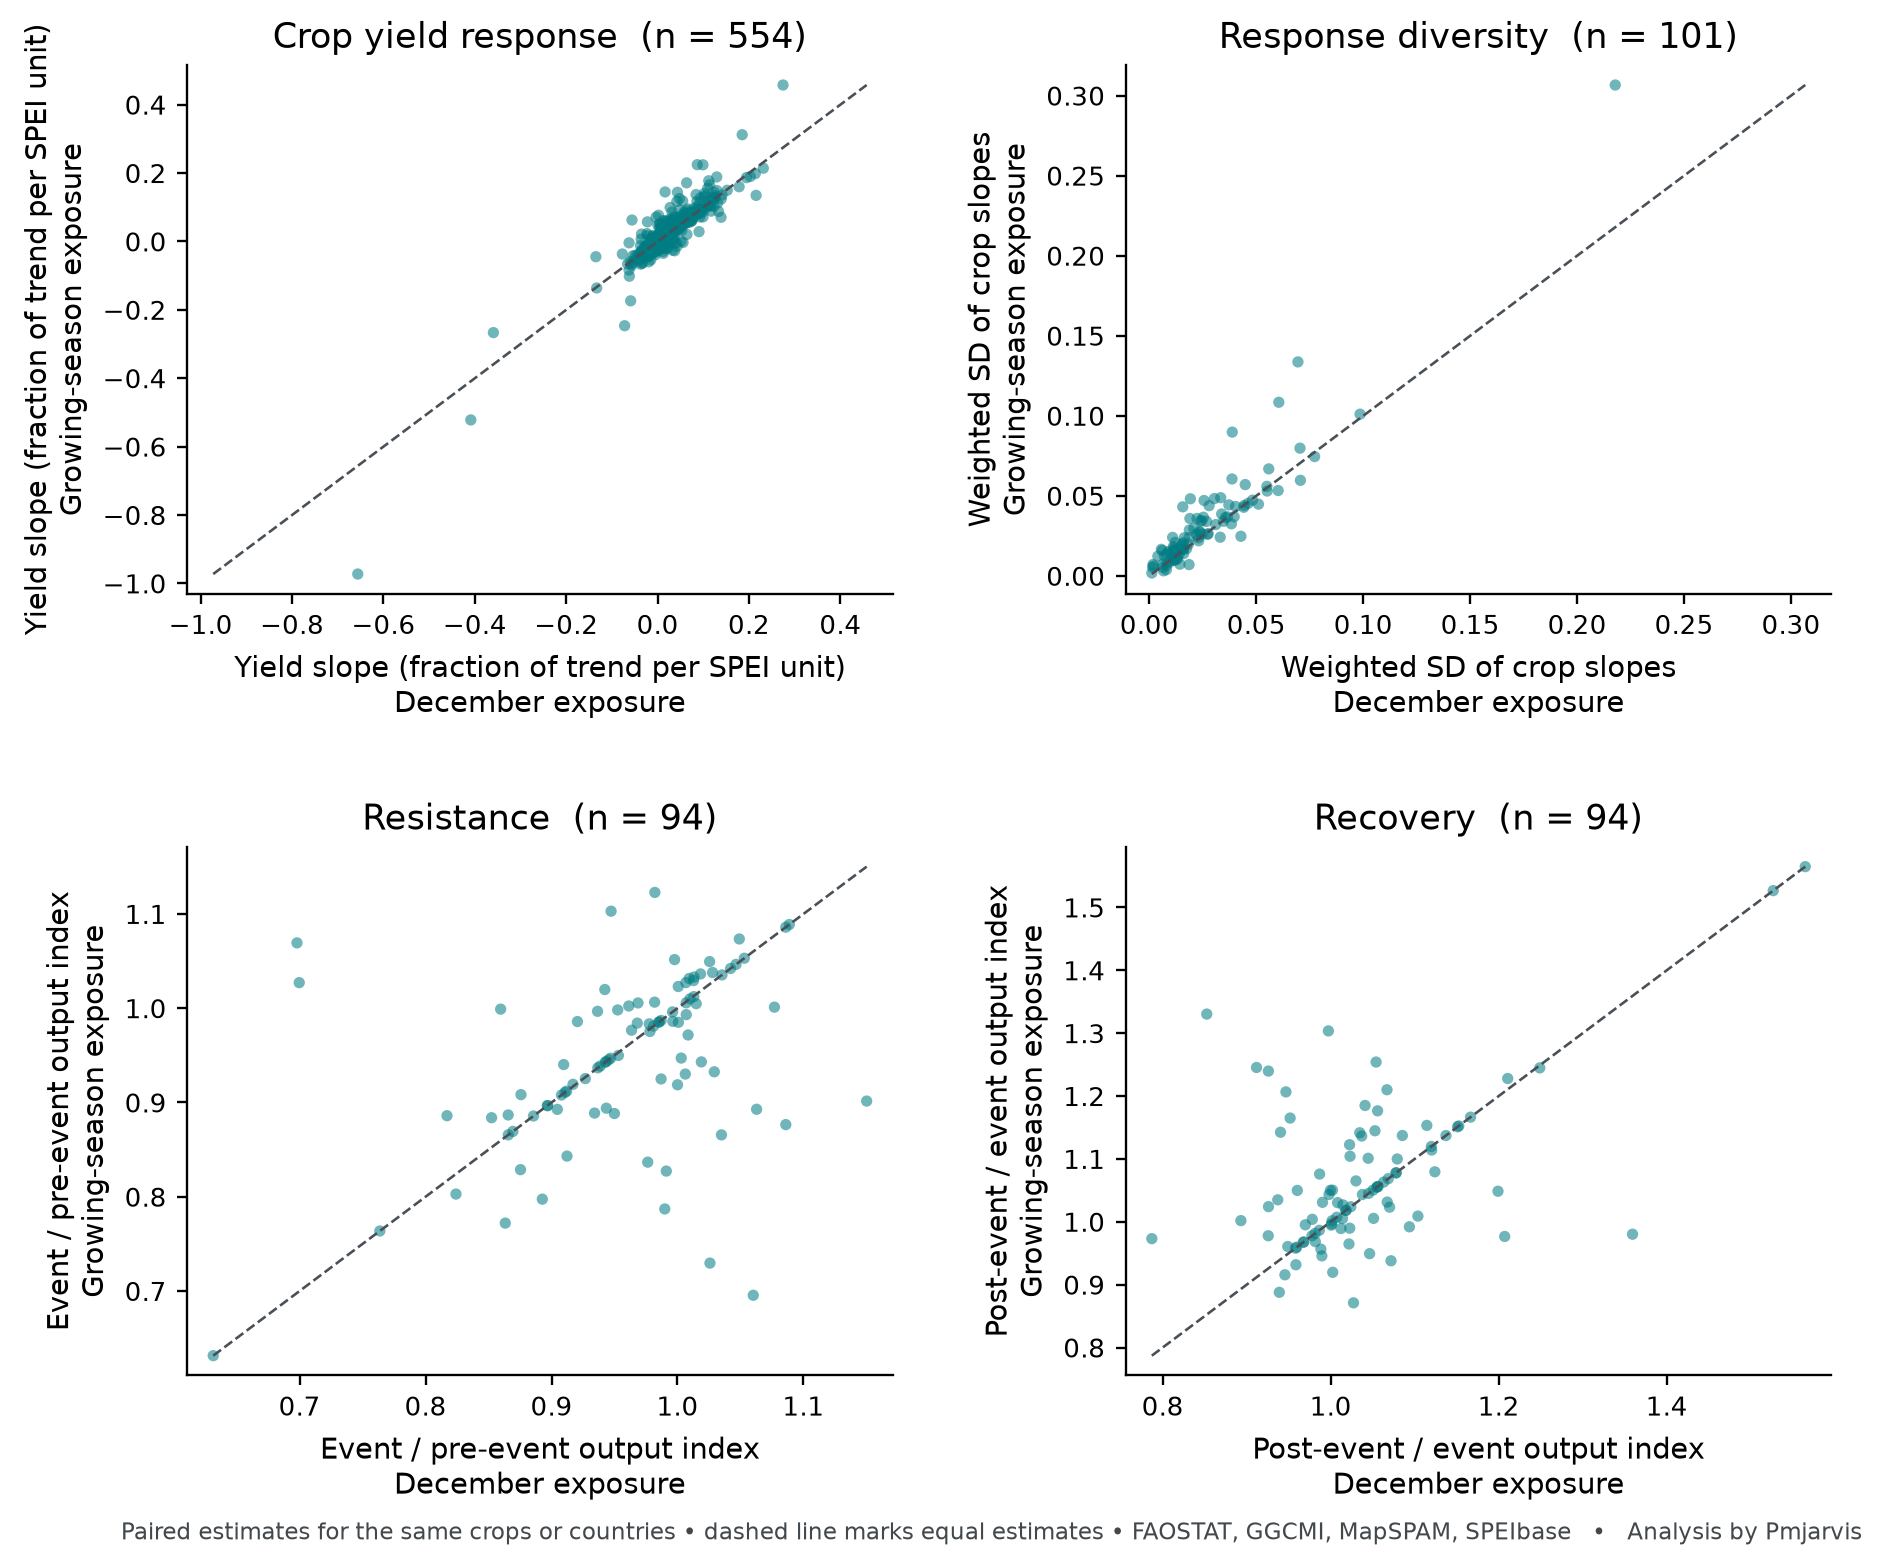 Crop yield response  (n = 554)
Yield slope (fraction of trend per SPEI unit)
Growing-season exposure
0.4
0.2
0.0
−0.2
−0.4
−0.6
−0.8
−1.0
−1.0 −0.8 −0.6 −0.4 −0.2 0.0 0.2 0.4
Yield slope (fraction of trend per SPEI unit)
December exposure
Response diversity  (n = 101)
Weighted SD of crop slopes
Growing-season exposure
0.30
0.25
0.20
0.15
0.10
0.05
0.00
0.00 0.05 0.10 0.15 0.20 0.25 0.30
Weighted SD of crop slopes
December exposure
Resistance  (n = 94)
Event / pre-event output index
Growing-season exposure
1.1
1.0
0.9
0.8
0.7
0.7 0.8 0.9 1.0 1.1
Event / pre-event output index
December exposure
Recovery  (n = 94)
Post-event / event output index
Growing-season exposure
1.5
1.4
1.3
1.2
1.1
1.0
0.9
0.8
0.8 1.0 1.2 1.4
Post-event / event output index
December exposure
Paired estimates for the same crops or countries • dashed line marks equal estimates • FAOSTAT, GGCMI, MapSPAM, SPEIbase  •  Analysis by Pmjarvis